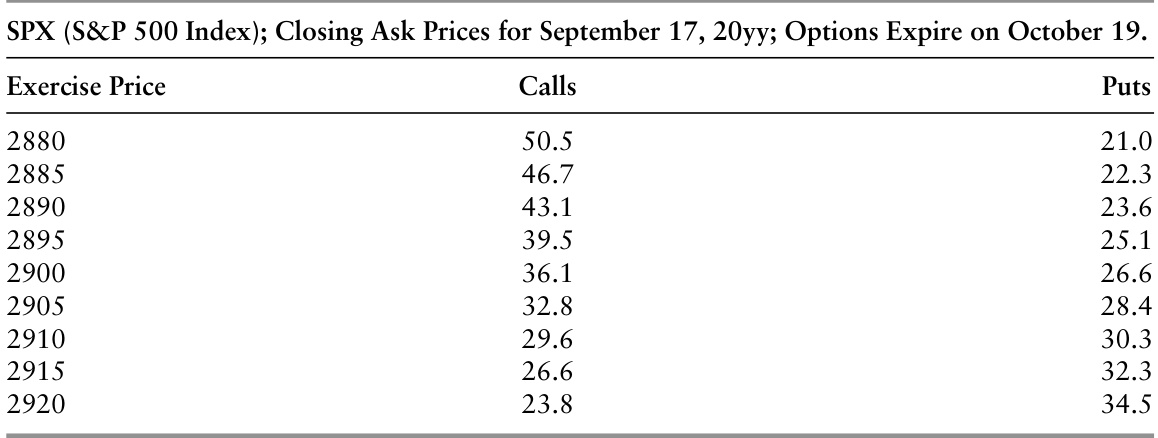 SPX (S&P 500 Index); Closing Ask Prices for September 17, 20yy; Options Expire on October 19.
Exercise Price Calls Puts
2880 50.5 21.0
2885 46.7 22.3
2890 43.1 23.6
2895 39.5 25.1
2900 36.1 26.6
2905 32.8 28.4
2910 29.6 30.3
2915 26.6 32.3
2920 23.8 34.5